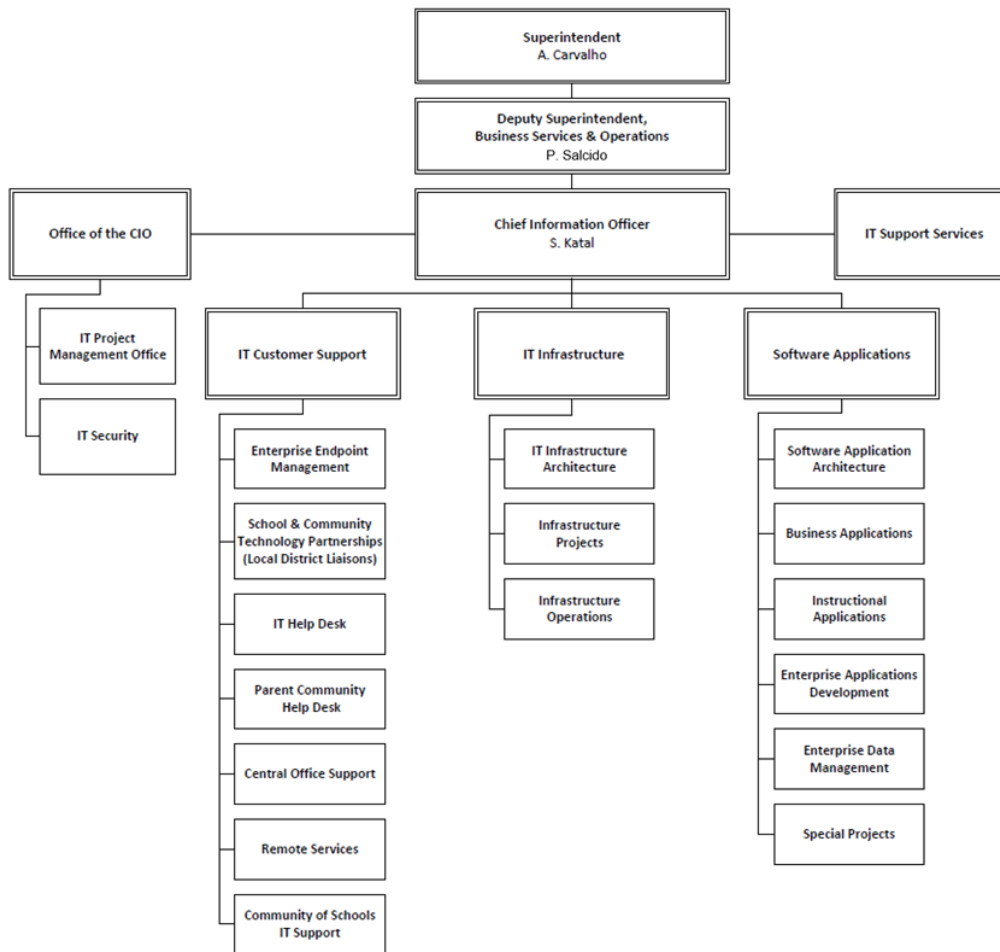 Superintendent
A. Carvalho
Deputy Superintendent,
Business Services & Operations
P. Salcido
Office of the CIO
Chief Information Officer
S. Katal
IT Support Services
IT Project
Management Office
IT Security
IT Customer Support
Enterprise Endpoint
Management
School & Community
Technology Partnerships
(Local District Liaisons)
IT Help Desk
Parent Community
Help Desk
Central Office Support
Remote Services
Community of Schools
IT Support
IT Infrastructure
IT Infrastructure
Architecture
Infrastructure
Projects
Infrastructure
Operations
Software Applications
Software Application
Architecture
Business Applications
Instructional
Applications
Enterprise Applications
Development
Enterprise Data
Management
Special Projects